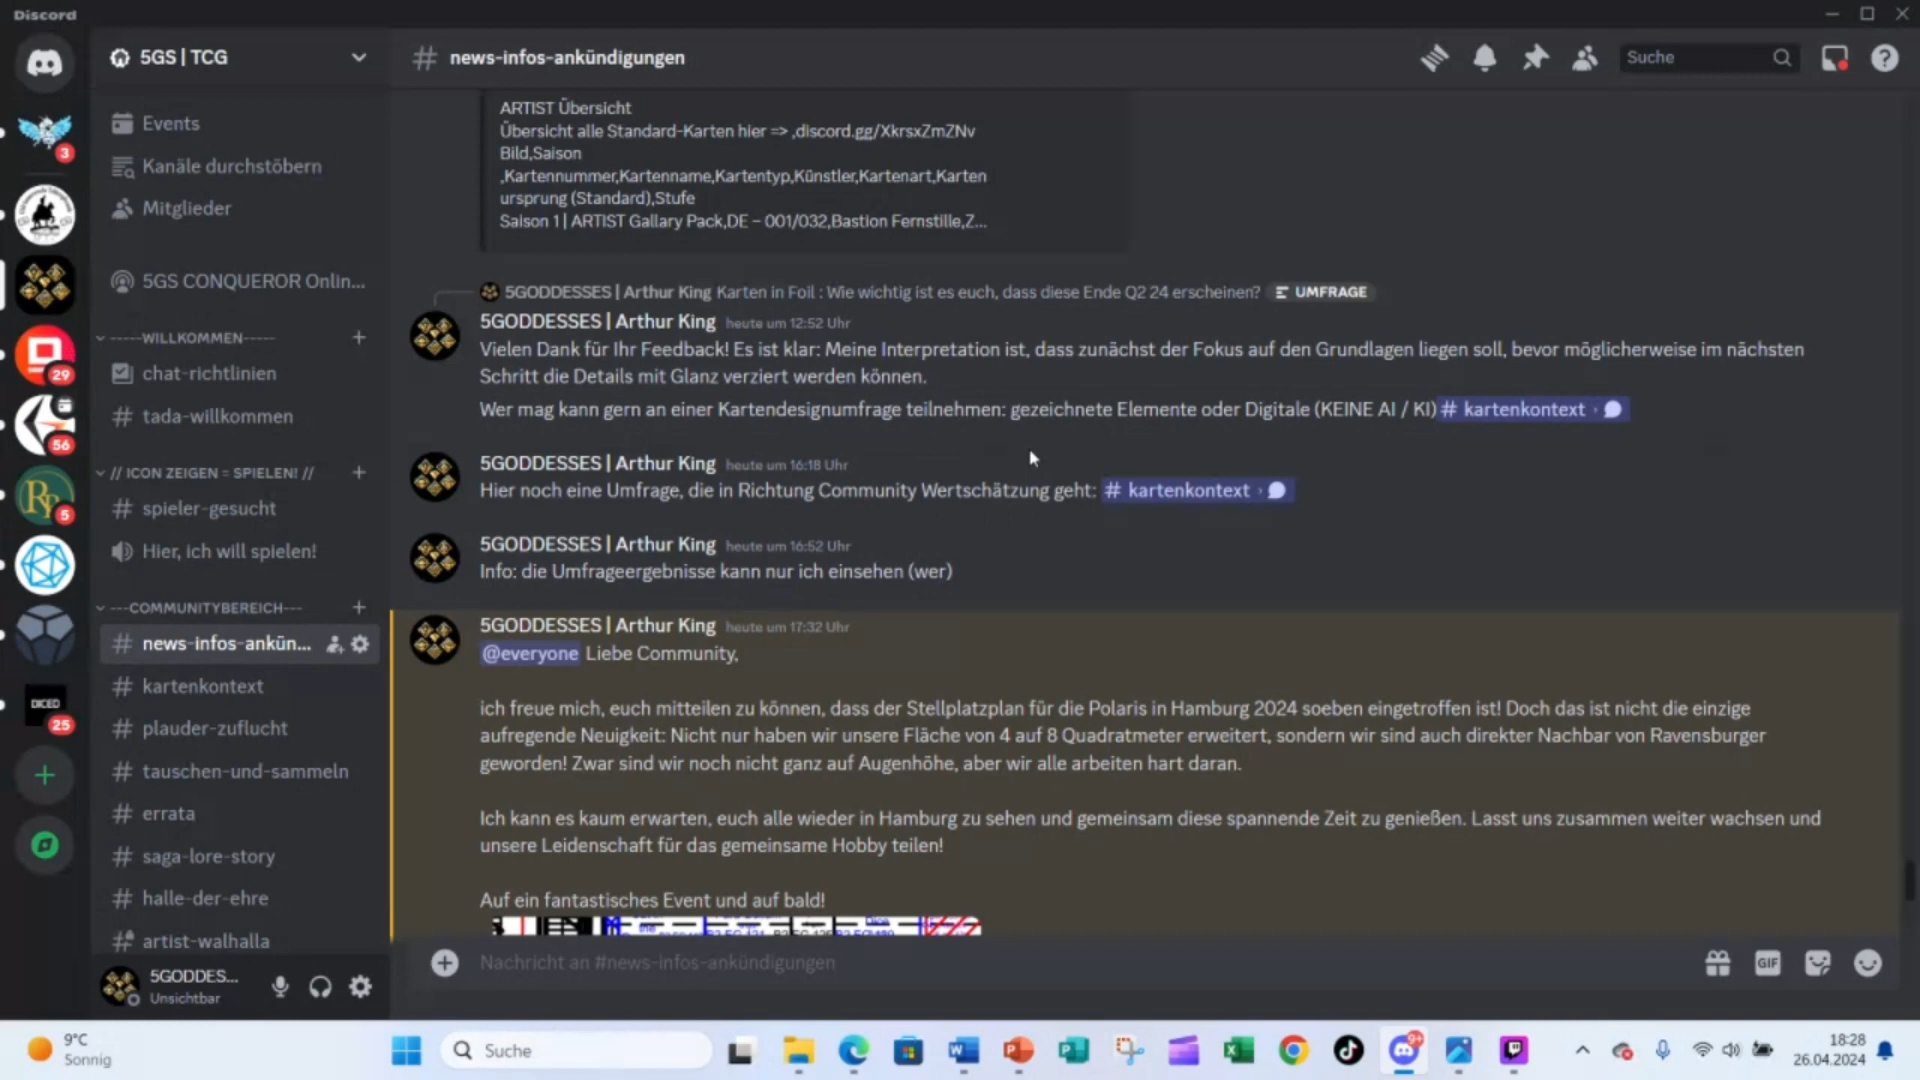 Discord
5GS | TCG
news-infos-ankündigungen
Suche
Events
Kanäle durchstöbern
Mitglieder
5GS CONQUEROR Onlin...
-----WILLKOMMEN-----
chat-richtlinien
tada-willkommen
// ICON ZEIGEN = SPIELEN! //
spieler-gesucht
Hier, ich will spielen!
---COMMUNITYBEREICH---
news-infos-ankün...
kartenkontext
plauder-zuflucht
tauschen-und-sammeln
errata
saga-lore-story
halle-der-ehre
artist-walhalla
5GODDES...
Unsichtbar
3
29
56
5
DICED
25
ARTIST Übersicht
Übersicht alle Standard-Karten hier => ,discord.gg/XkrsxZmZNv
Bild,Saison
,Kartennummer,Kartenname,Kartentyp,Künstler,Kartenart,Karten
ursprung (Standard),Stufe
Saison 1 | ARTIST Gallary Pack,DE – 001/032,Bastion Fernstille,Z...
5GODDESSES | Arthur King Karten in Foil : Wie wichtig ist es euch, dass diese Ende Q2 24 erscheinen? UMFRAGE
5GODDESSES | Arthur King heute um 12:52 Uhr
Vielen Dank für Ihr Feedback! Es ist klar: Meine Interpretation ist, dass zunächst der Fokus auf den Grundlagen liegen soll, bevor möglicherweise im nächsten
Schritt die Details mit Glanz verziert werden können.
Wer mag kann gern an einer Kartendesignumfrage teilnehmen: gezeichnete Elemente oder Digitale (KEINE AI / KI) # kartenkontext ›
5GODDESSES | Arthur King heute um 16:18 Uhr
Hier noch eine Umfrage, die in Richtung Community Wertschätzung geht: # kartenkontext ›
5GODDESSES | Arthur King heute um 16:52 Uhr
Info: die Umfrageergebnisse kann nur ich einsehen (wer)
5GODDESSES | Arthur King heute um 17:32 Uhr
@everyone Liebe Community,
ich freue mich, euch mitteilen zu können, dass der Stellplatzplan für die Polaris in Hamburg 2024 soeben eingetroffen ist! Doch das ist nicht die einzige
aufregende Neuigkeit: Nicht nur haben wir unsere Fläche von 4 auf 8 Quadratmeter erweitert, sondern wir sind auch direkter Nachbar von Ravensburger
geworden! Zwar sind wir noch nicht ganz auf Augenhöhe, aber wir alle arbeiten hart daran.
Ich kann es kaum erwarten, euch alle wieder in Hamburg zu sehen und gemeinsam diese spannende Zeit zu genießen. Lasst uns zusammen weiter wachsen und
unsere Leidenschaft für das gemeinsame Hobby teilen!
Auf ein fantastisches Event und auf bald!
Nachricht an #news-infos-ankündigungen
GIF
9°C
Sonnig
Suche
9+
18:28
26.04.2024